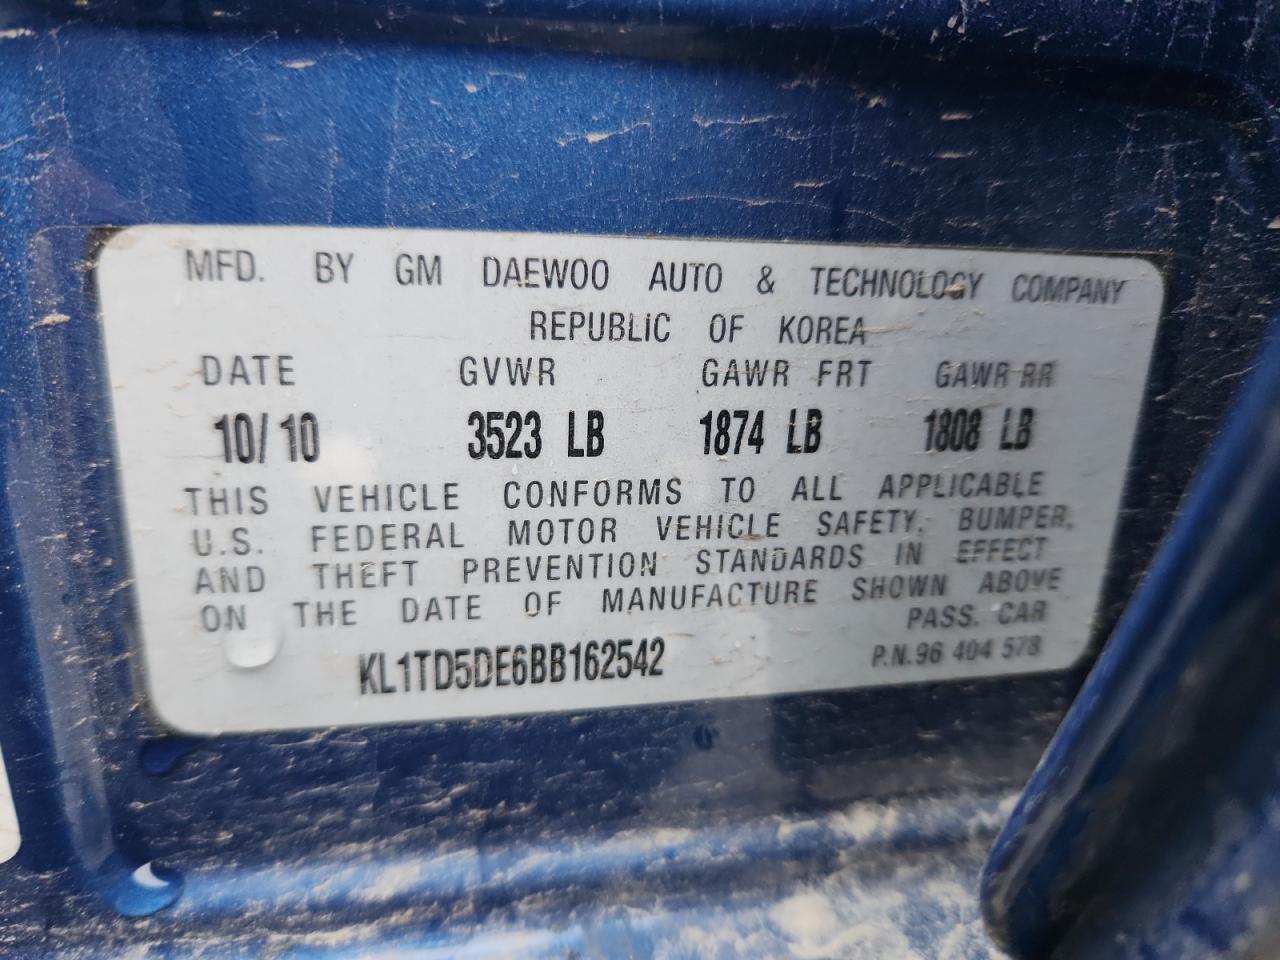 MFD. BY GM DAEWOO AUTO & TECHNOLOGY COMPANY
REPUBLIC OF KOREA
DATE GVWR GAWR FRT GAWR RR
10/10 3523 LB 1874 LB 1808 LB
THIS VEHICLE CONFORMS TO ALL APPLICABLE
U.S. FEDERAL MOTOR VEHICLE SAFETY, BUMPER,
AND THEFT PREVENTION STANDARDS IN EFFECT
ON THE DATE OF MANUFACTURE SHOWN ABOVE
PASS. CAR
KL1TD5DE6BB162542 P.N.96 404 578